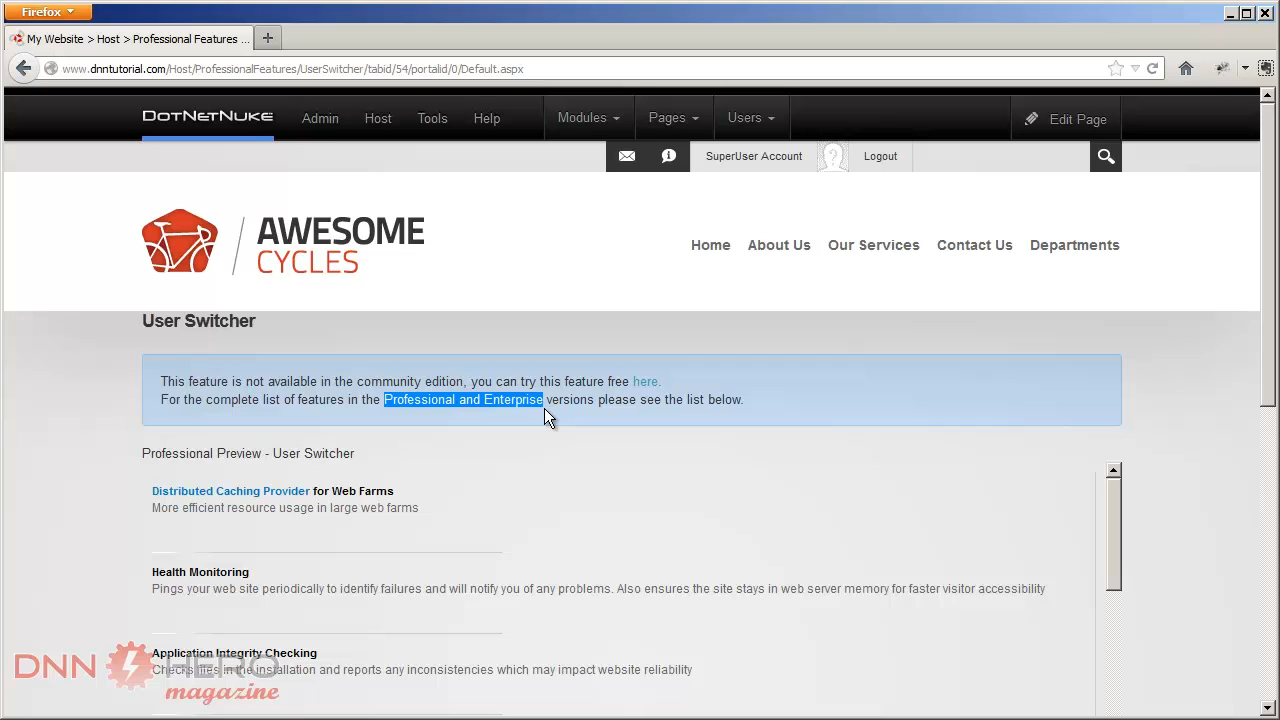 Firefox
My Website > Host > Professional Features ...
www.dnntutorial.com/Host/ProfessionalFeatures/UserSwitcher/tabid/54/portalid/0/Default.aspx
DOTNETNUKE Admin Host Tools Help Modules Pages Users Edit Page
SuperUser Account Logout
AWESOME
CYCLES
Home About Us Our Services Contact Us Departments
User Switcher
This feature is not available in the community edition, you can try this feature free here.
For the complete list of features in the Professional and Enterprise versions please see the list below.
Professional Preview - User Switcher
Distributed Caching Provider for Web Farms
More efficient resource usage in large web farms
Health Monitoring
Pings your web site periodically to identify failures and will notify you of any problems. Also ensures the site stays in web server memory for faster visitor accessibility
Application Integrity Checking
Checks files in the installation and reports any inconsistencies which may impact website reliability
DNN HERO
magazine